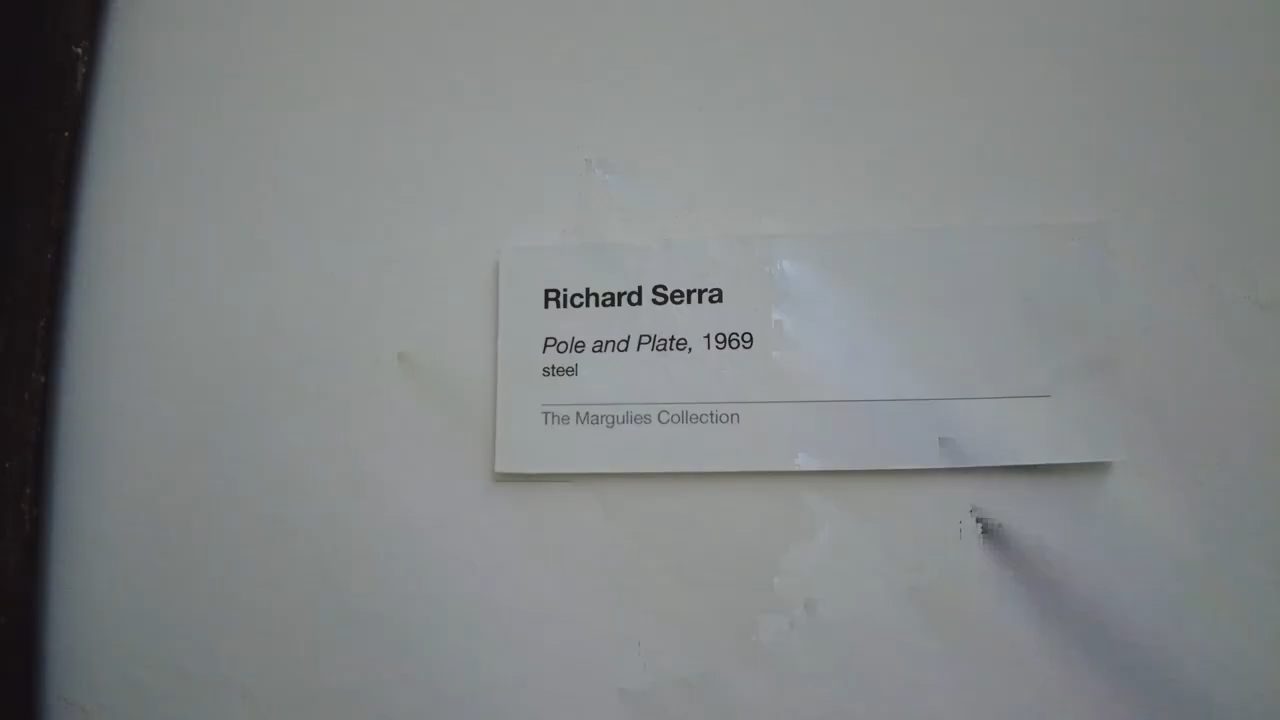 Richard Serra
Pole and Plate, 1969
steel
The Margulies Collection